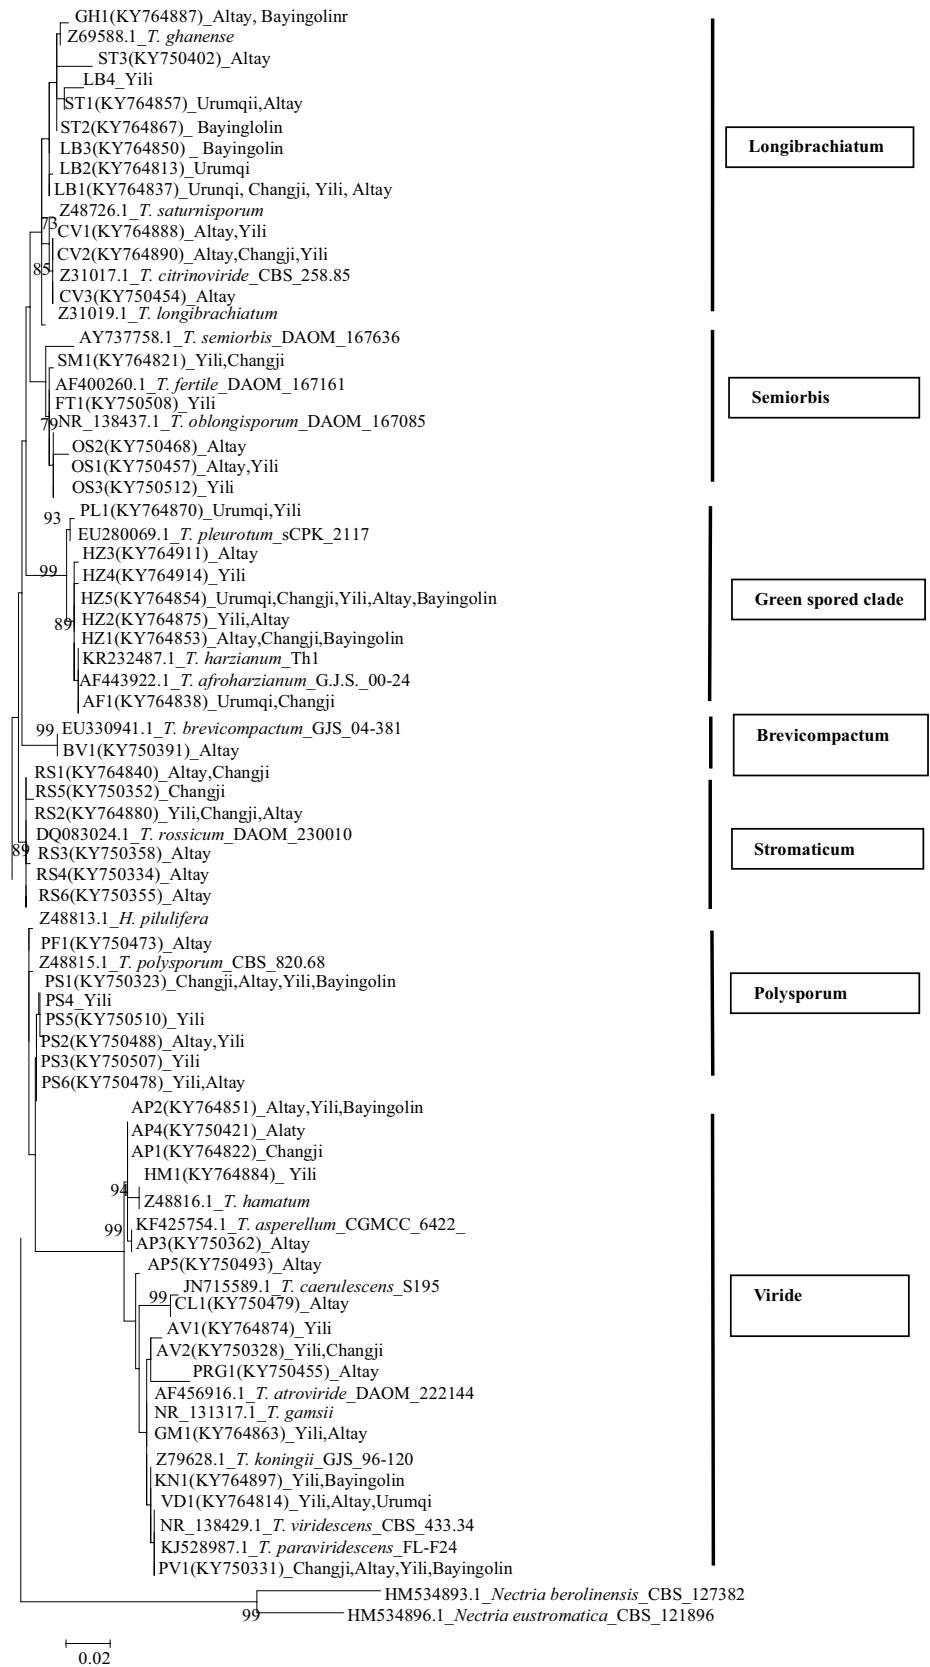 GH1(KY764887)_Altay, Bayingolinr
Z69588.1_T. ghanense
ST3(KY750402)_Altay
LB4_Yili
ST1(KY764857)_Urumqii,Altay
ST2(KY764867)_ Bayinglolin
LB3(KY764850)_ Bayingolin
Longibrachiatum
LB2(KY764813)_Urumqi
LB1(KY764837)_Urunqi, Changji, Yili, Altay
Z48726.1_T. saturnisporum
73
CV1(KY764888)_Altay,Yili
CV2(KY764890)_Altay,Changji,Yili
85
Z31017.1_T. citrinoviride_CBS_258.85
CV3(KY750454)_Altay
Z31019.1_T. longibrachiatum
AY737758.1_T. semiorbis_DAOM_167636
SM1(KY764821)_Yili,Changji
AF400260.1_T. fertile_DAOM_167161
Semiorbis
FT1(KY750508)_Yili
79
NR_138437.1_T. oblongisporum_DAOM_167085
OS2(KY750468)_Altay
OS1(KY750457)_Altay,Yili
OS3(KY750512)_Yili
PL1(KY764870)_Urumqi,Yili
93
EU280069.1_T. pleurotum_sCPK_2117
HZ3(KY764911)_Altay
99
HZ4(KY764914)_Yili
HZ5(KY764854)_Urumqi,Changji,Yili,Altay,Bayingolin
Green spored clade
HZ2(KY764875)_Yili,Altay
89
HZ1(KY764853)_Altay,Changji,Bayingolin
KR232487.1_T. harzianum_Th1
AF443922.1_T. afroharzianum_G.J.S._00-24
AF1(KY764838)_Urumqi,Changji
99
EU330941.1_T. brevicompactum_GJS_04-381
Brevicompactum
BV1(KY750391)_Altay
RS1(KY764840)_Altay,Changji
RS5(KY750352)_Changji
RS2(KY764880)_Yili,Changji,Altay
DQ083024.1_T. rossicum_DAOM_230010
89
RS3(KY750358)_Altay
Stromaticum
RS4(KY750334)_Altay
RS6(KY750355)_Altay
Z48813.1_H. pilulifera
PF1(KY750473)_Altay
Z48815.1_T. polysporum_CBS_820.68
PS1(KY750323)_Changji,Altay,Yili,Bayingolin
Polysporum
PS4_Yili
PS5(KY750510)_Yili
PS2(KY750488)_Altay,Yili
PS3(KY750507)_Yili
PS6(KY750478)_Yili,Altay
AP2(KY764851)_Altay,Yili,Bayingolin
AP4(KY750421)_Alaty
AP1(KY764822)_Changji
HM1(KY764884)_ Yili
94
Z48816.1_T. hamatum
99
KF425754.1_T. asperellum_CGMCC_6422_
AP3(KY750362)_Altay
AP5(KY750493)_Altay
JN715589.1_T. caerulescens_S195
99
CL1(KY750479)_Altay
Viride
AV1(KY764874)_Yili
AV2(KY750328)_Yili,Changji
PRG1(KY750455)_Altay
AF456916.1_T. atroviride_DAOM_222144
NR_131317.1_T. gamsii
GM1(KY764863)_Yili,Altay
Z79628.1_T. koningii_GJS_96-120
KN1(KY764897)_Yili,Bayingolin
VD1(KY764814)_Yili,Altay,Urumqi
NR_138429.1_T. viridescens_CBS_433.34
KJ528987.1_T. paraviridescens_FL-F24
PV1(KY750331)_Changji,Altay,Yili,Bayingolin
HM534893.1_Nectria berolinensis_CBS_127382
99
HM534896.1_Nectria eustromatica_CBS_121896
0.02